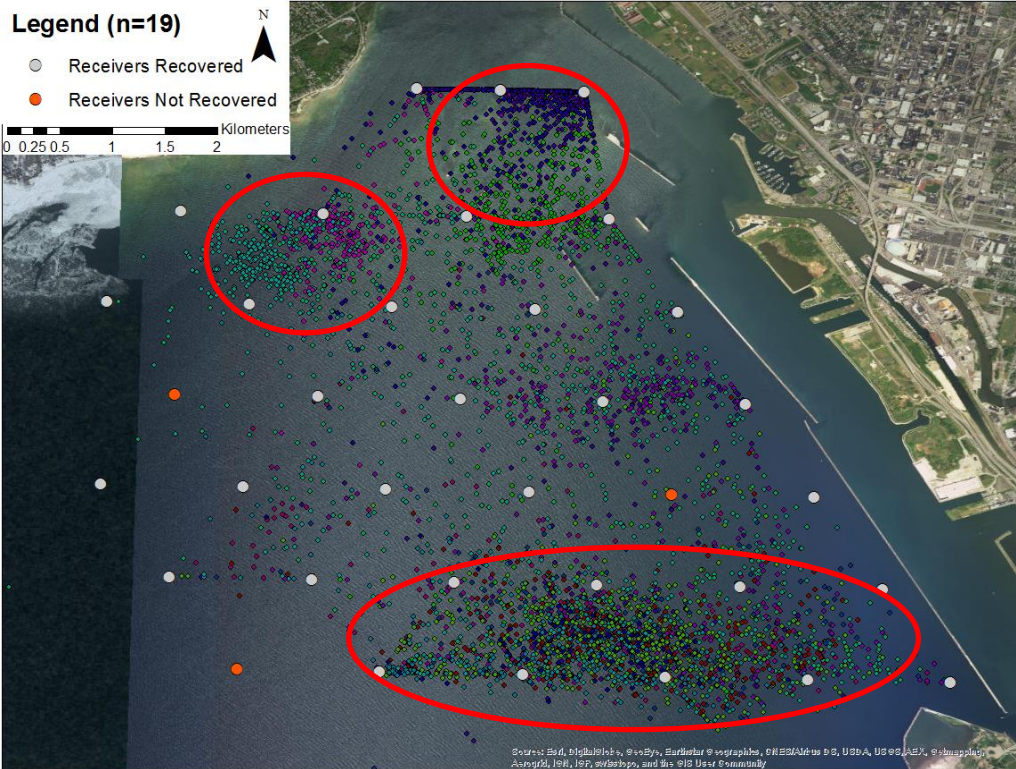 Legend (n=19)
N
Receivers Recovered
Receivers Not Recovered
Kilometers
0 0.25 0.5 1 1.5 2
Source: Esri, DigitalGlobe, GeoEye, Earthstar Geographics, CNES/Airbus DS, USDA, USGS, AEX, Getmapping,
Aerogrid, IGN, IGP, swisstopo, and the GIS User Community